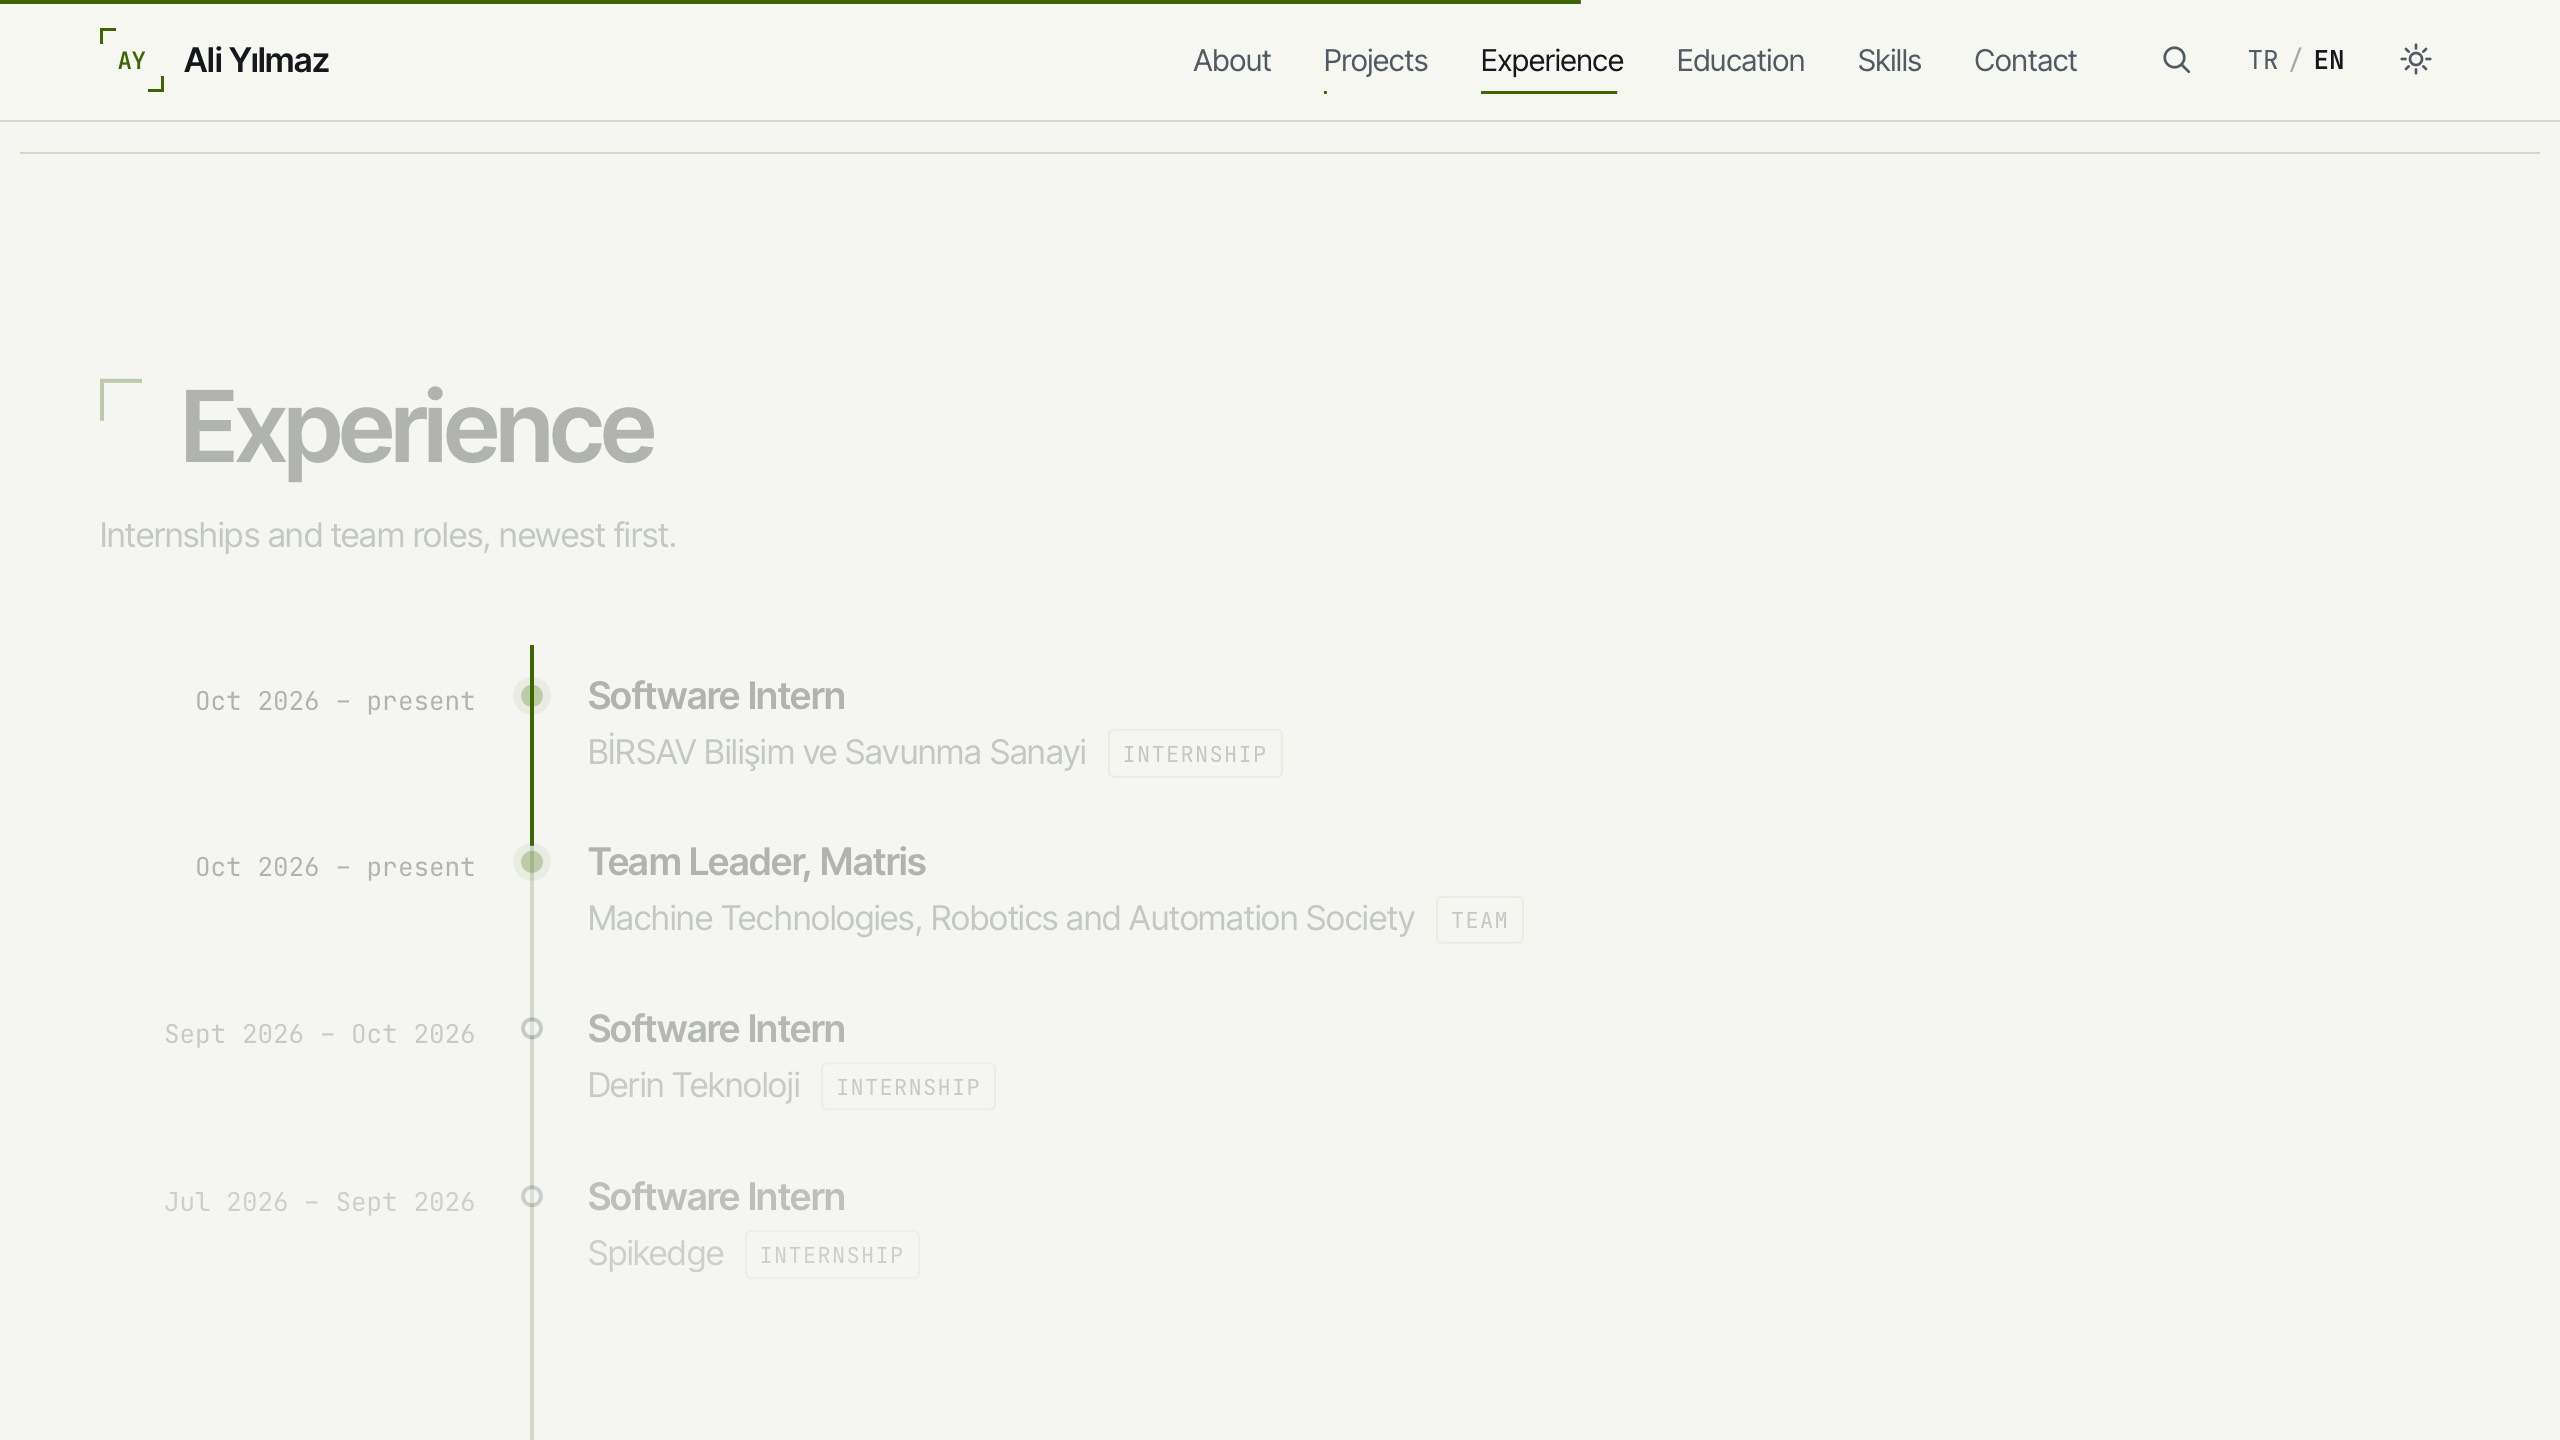 AY Ali Yılmaz About Projects Experience Education Skills Contact TR / EN
Experience
Internships and team roles, newest first.
Oct 2026 – present Software Intern
BİRSAV Bilişim ve Savunma Sanayi INTERNSHIP
Oct 2026 – present Team Leader, Matris
Machine Technologies, Robotics and Automation Society TEAM
Sept 2026 – Oct 2026 Software Intern
Derin Teknoloji INTERNSHIP
Jul 2026 – Sept 2026 Software Intern
Spikedge INTERNSHIP